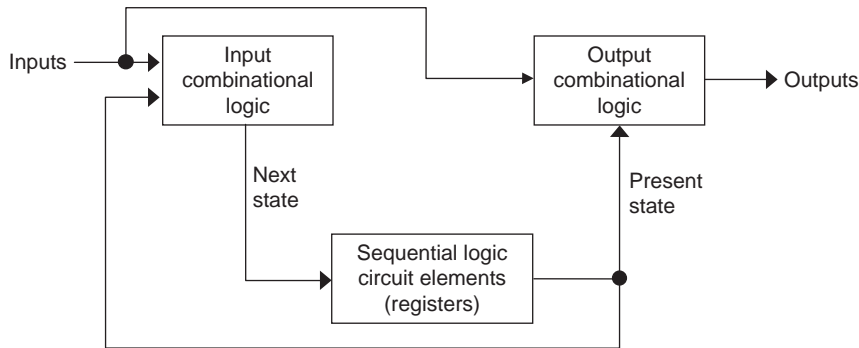 Inputs
Input
combinational
logic
Output
combinational
logic
Outputs
Next
state
Present
state
Sequential logic
circuit elements
(registers)